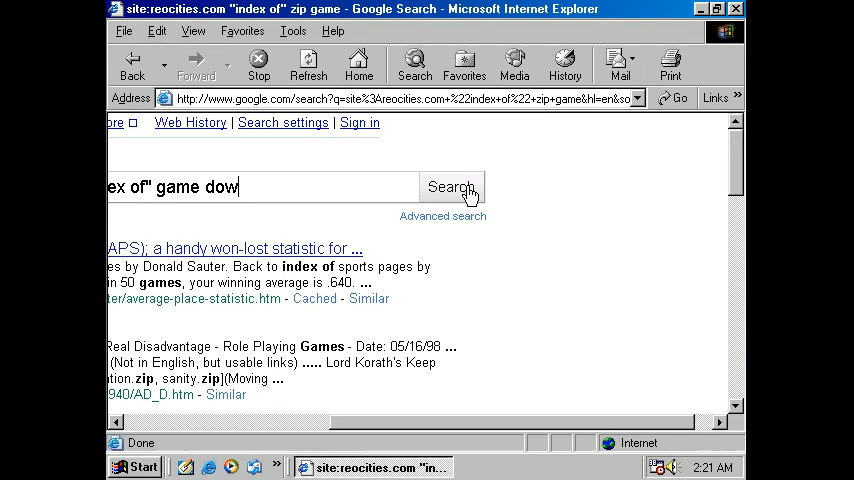 site:reocities.com "index of" zip game - Google Search - Microsoft Internet Explorer
File Edit View Favorites Tools Help
Back Forward Stop Refresh Home Search Favorites Media History Mail Print
Address http://www.google.com/search?q=site%3Areocities.com+%22index+of%22+zip+game&hl=en&so Go Links »
ore Web History | Search settings | Sign in
ex of" game dow Search
Advanced search
APS); a handy won-lost statistic for ...
es by Donald Sauter. Back to index of sports pages by
in 50 games, your winning average is .640. ...
ter/average-place-statistic.htm - Cached - Similar
Real Disadvantage - Role Playing Games - Date: 05/16/98 ...
(Not in English, but usable links) ..... Lord Korath's Keep
ation.zip, sanity.zip](Moving ...
940/AD_D.htm - Similar
Done Internet
Start » site:reocities.com "in... 2:21 AM